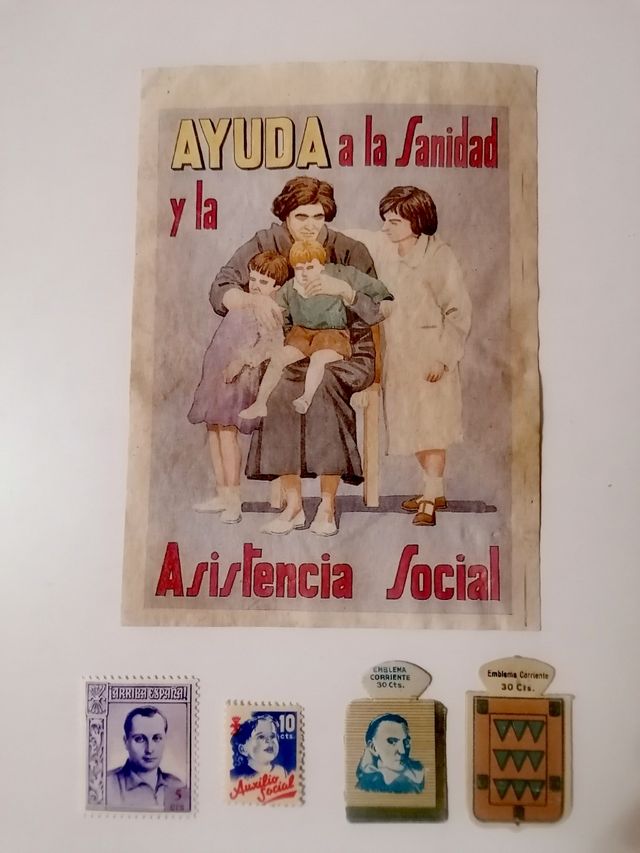 AYUDA a la Sanidad
y la
Asistencia Social
¡ARRIBA ESPAÑA!
5
CTS
10
cts.
Auxilio
Social
EMBLEMA
CORRIENTE
30 Cts.
Emblema Corriente
30 Cts.